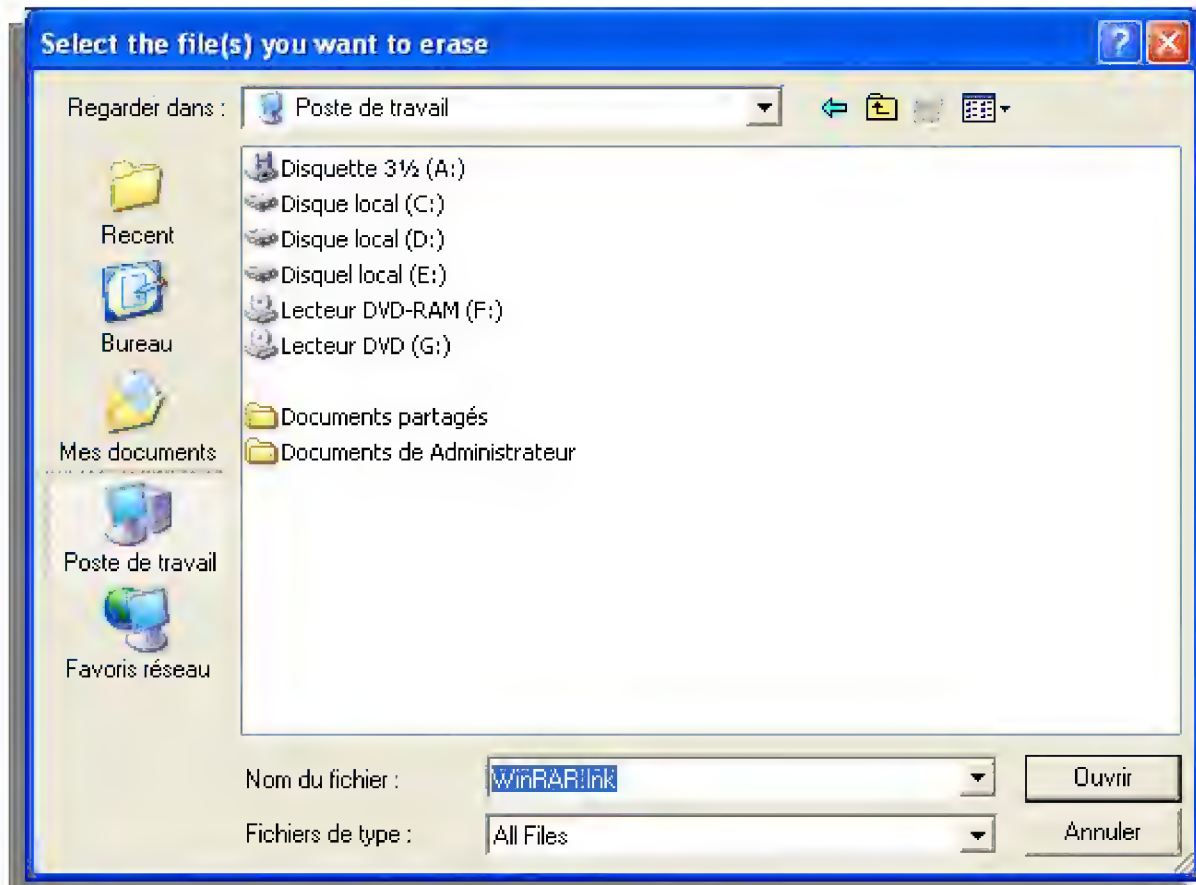 Select the file(s) you want to erase
Regarder dans :
Poste de travail
Recent
Bureau
Mes documents
Poste de travail
Favoris réseau
Disquette 3½ (A:)
Disque local (C:)
Disque local (D:)
Disquel local (E:)
Lecteur DVD-RAM (F:)
Lecteur DVD (G:)
Documents partagés
Documents de Administrateur
Nom du fichier :
WinRAR.lnk
Ouvrir
Fichiers de type :
All Files
Annuler